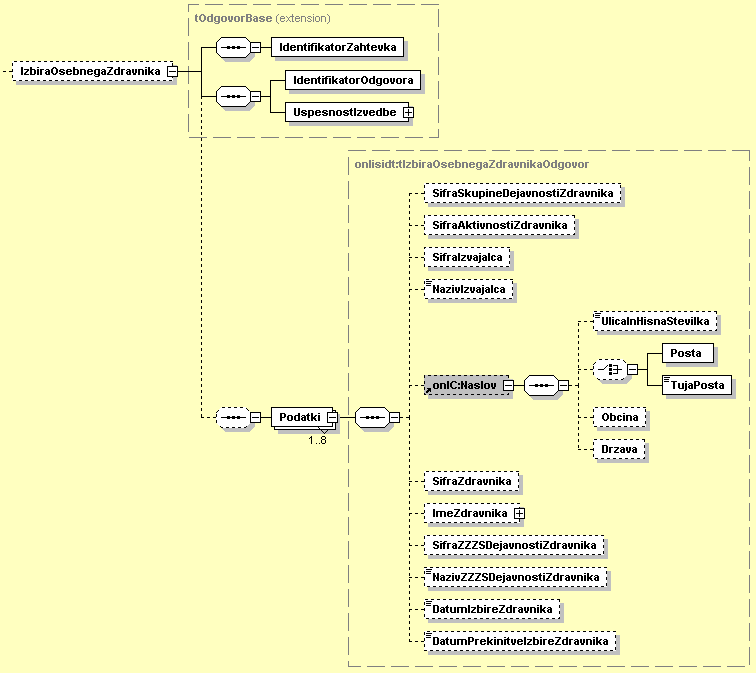 tOdgovorBase (extension)
IdentifikatorZahtevka
IzbiraOsebnegaZdravnika
IdentifikatorOdgovora
UspesnostIzvedbe
onlisidt:tIzbiraOsebnegaZdravnikaOdgovor
SifraSkupineDejavnostiZdravnika
SifraAktivnostiZdravnika
SifraIzvajalca
NazivIzvajalca
UlicaInHisnaStevilka
Posta
onIC:Naslov
TujaPosta
Obcina
Podatki
1..8
Drzava
SifraZdravnika
ImeZdravnika
SifraZZZSDejavnostiZdravnika
NazivZZZSDejavnostiZdravnika
DatumIzbireZdravnika
DatumPrekinitveIzbireZdravnika